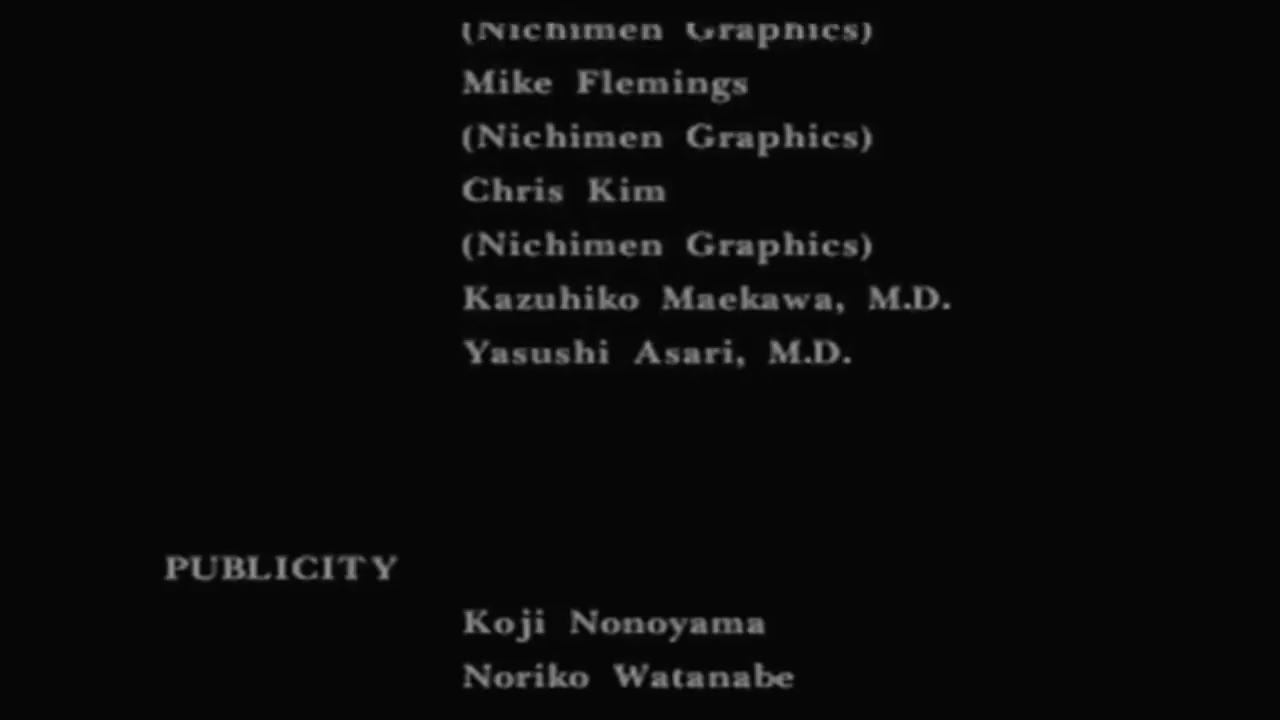 (Nichimen Graphics)
Mike Flemings
(Nichimen Graphics)
Chris Kim
(Nichimen Graphics)
Kazuhiko Maekawa, M.D.
Yasushi Asari, M.D.
PUBLICITY
Koji Nonoyama
Noriko Watanabe